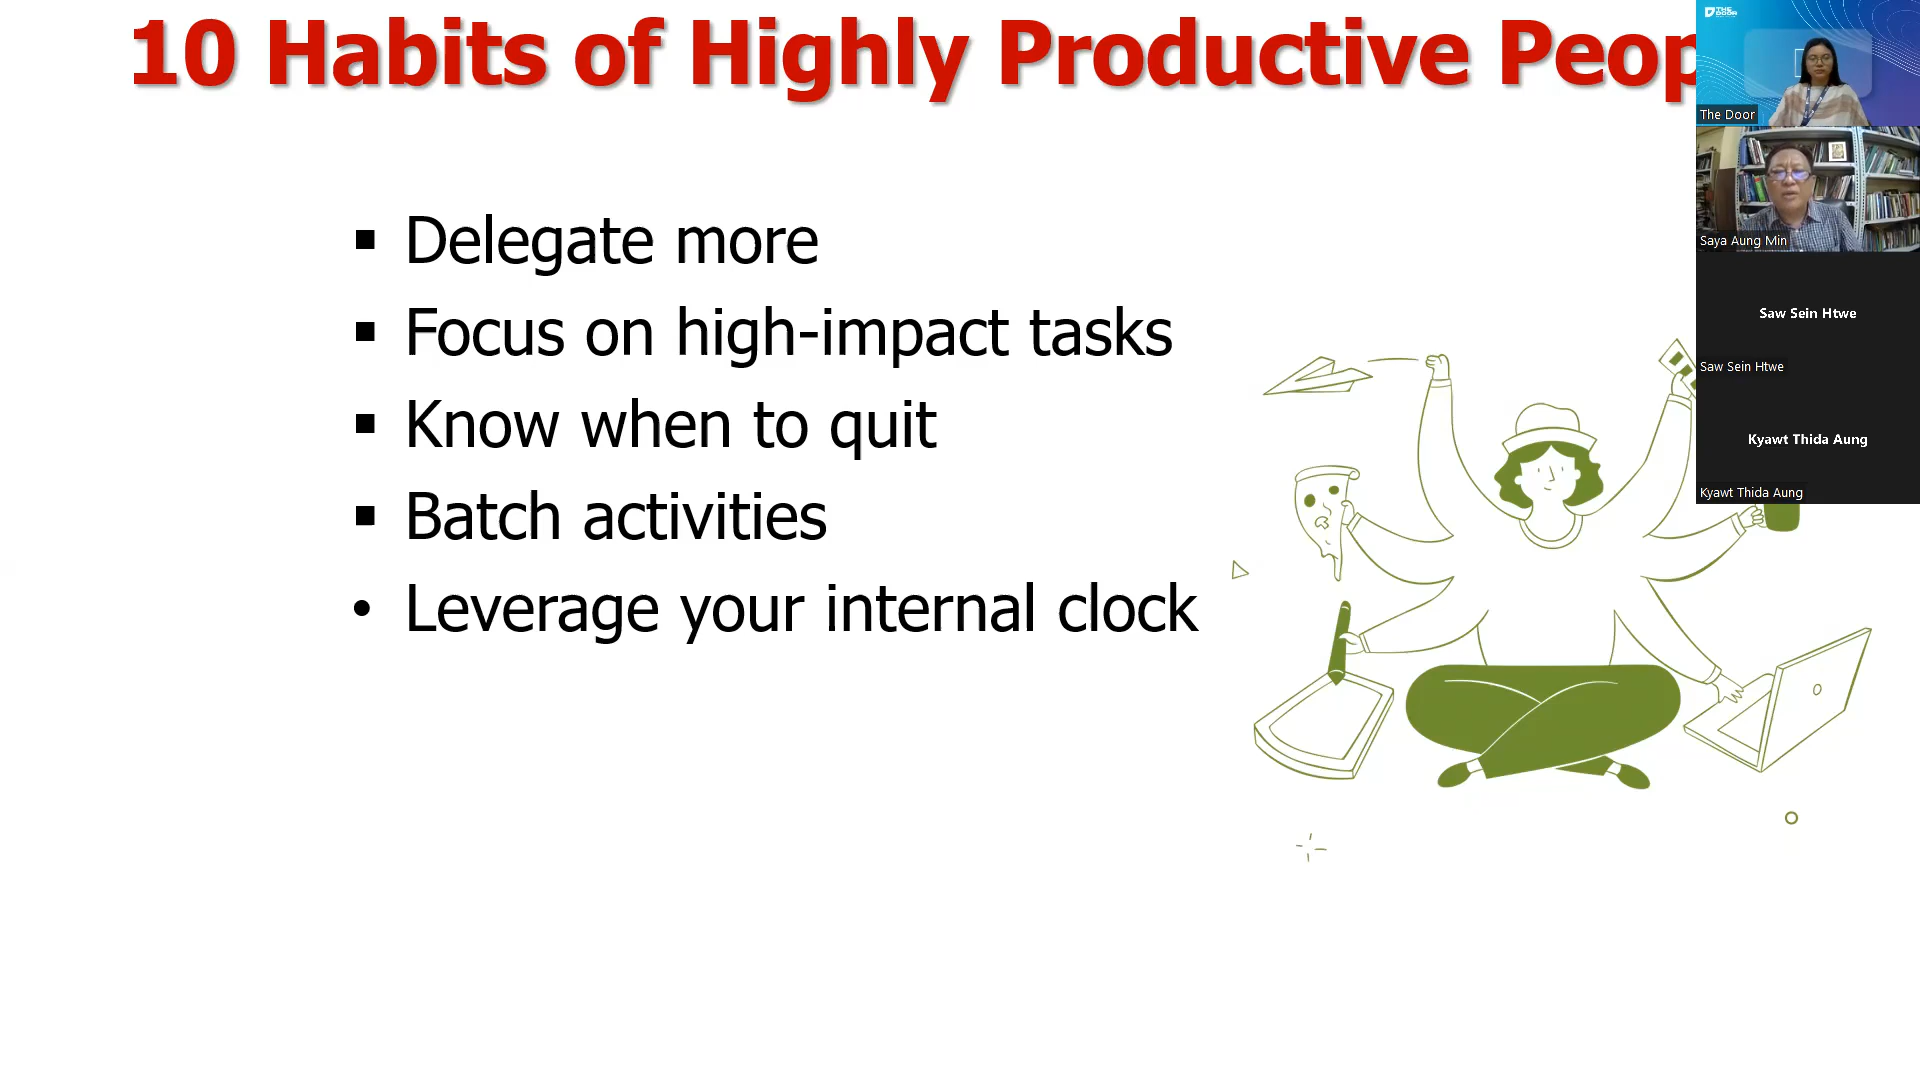 10 Habits of Highly Productive Peop
THE DOOR
The Door
Saya Aung Min
Delegate more
Focus on high-impact tasks
Know when to quit
Batch activities
Leverage your internal clock
Saw Sein Htwe
Saw Sein Htwe
Kyawt Thida Aung
Kyawt Thida Aung